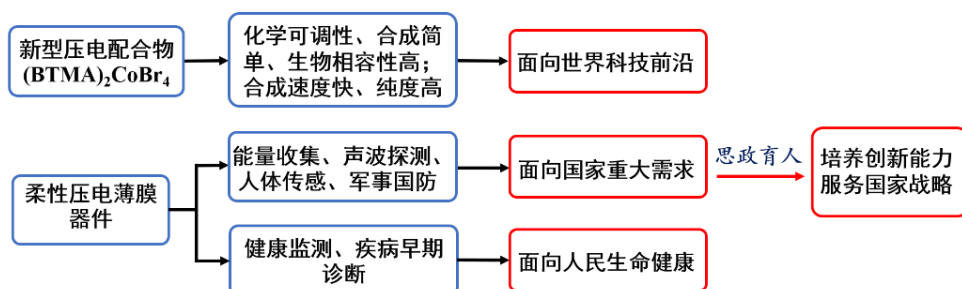 新型压电配合物
(BTMA)₂CoBr₄
化学可调性、合成简
单、生物相容性高；
合成速度快、纯度高
面向世界科技前沿
柔性压电薄膜
器件
能量收集、声波探测、
人体传感、军事国防
面向国家重大需求
思政育人
培养创新能力
服务国家战略
健康监测、疾病早期
诊断
面向人民生命健康